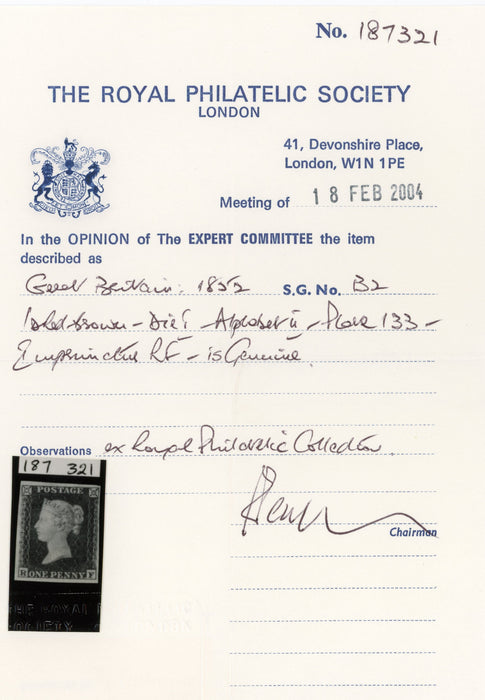 No. 187321
THE ROYAL PHILATELIC SOCIETY
LONDON
41, Devonshire Place,
London, W1N 1PE
Meeting of 18 FEB 2004
In the OPINION of The EXPERT COMMITTEE the item
described as
Great Britain: 1852 S.G. No. B2
1d Red-brown - Die I - Alphabet II - Plate 133 -
Imprimatur RF - is Genuine.
Observations ex Royal Philatelic Collection.
Chairman
187 321
POSTAGE
R ONE PENNY F
THE ROYAL
SOCIETY